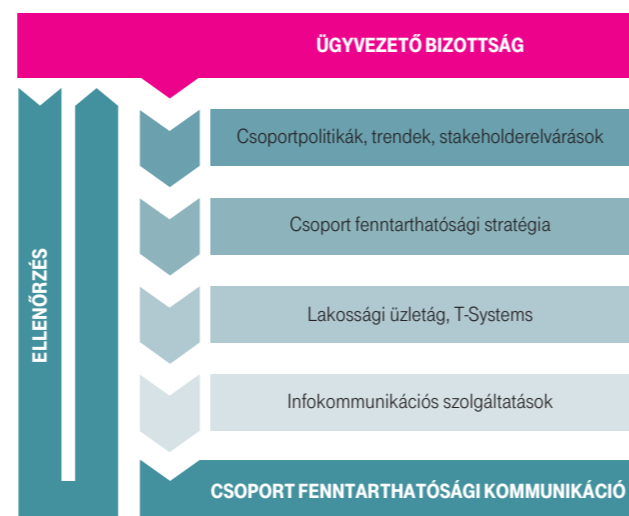 ÜGYVEZETŐ BIZOTTSÁG
Csoportpolitikák, trendek, stakeholderelvárások
Csoport fenntarthatósági stratégia
Lakossági üzletág, T-Systems
Infokommunikációs szolgáltatások
CSOPORT FENNTARTHATÓSÁGI KOMMUNIKÁCIÓ
ELLENŐRZÉS